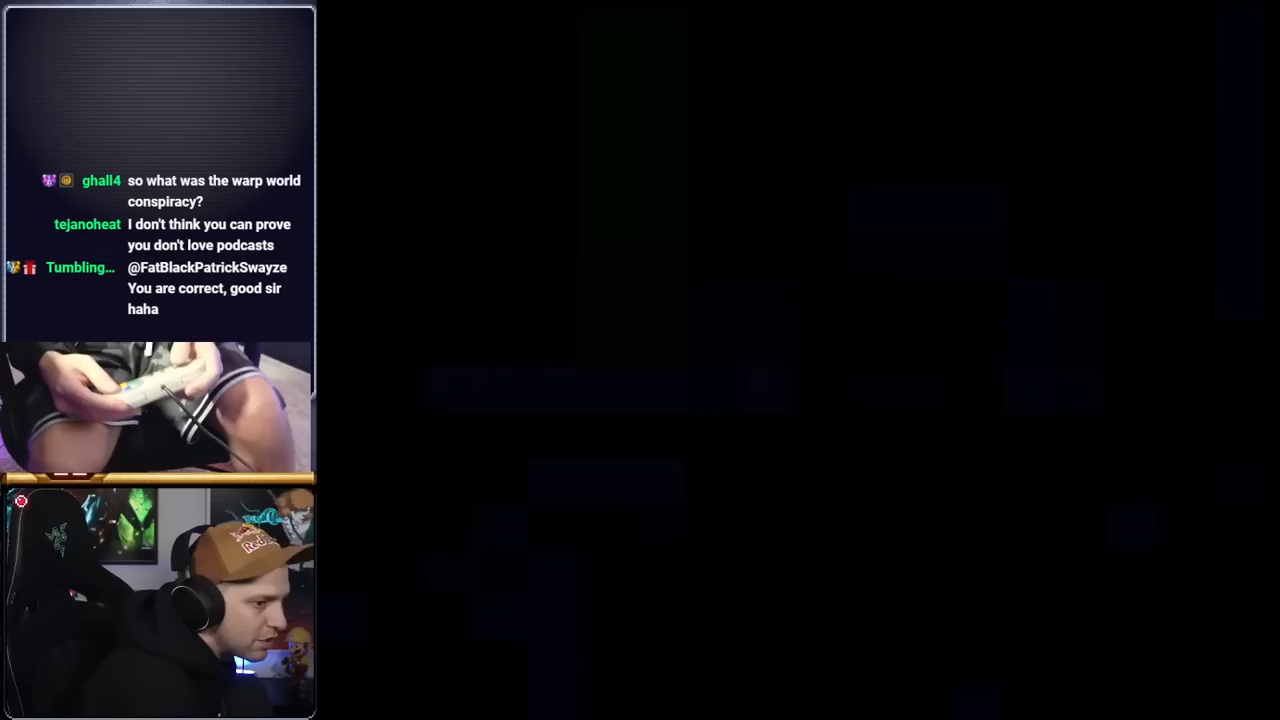 ghall4 so what was the warp world
conspiracy?
tejanoheat I don't think you can prove
you don't love podcasts
Tumbling... @FatBlackPatrickSwayze
You are correct, good sir
haha